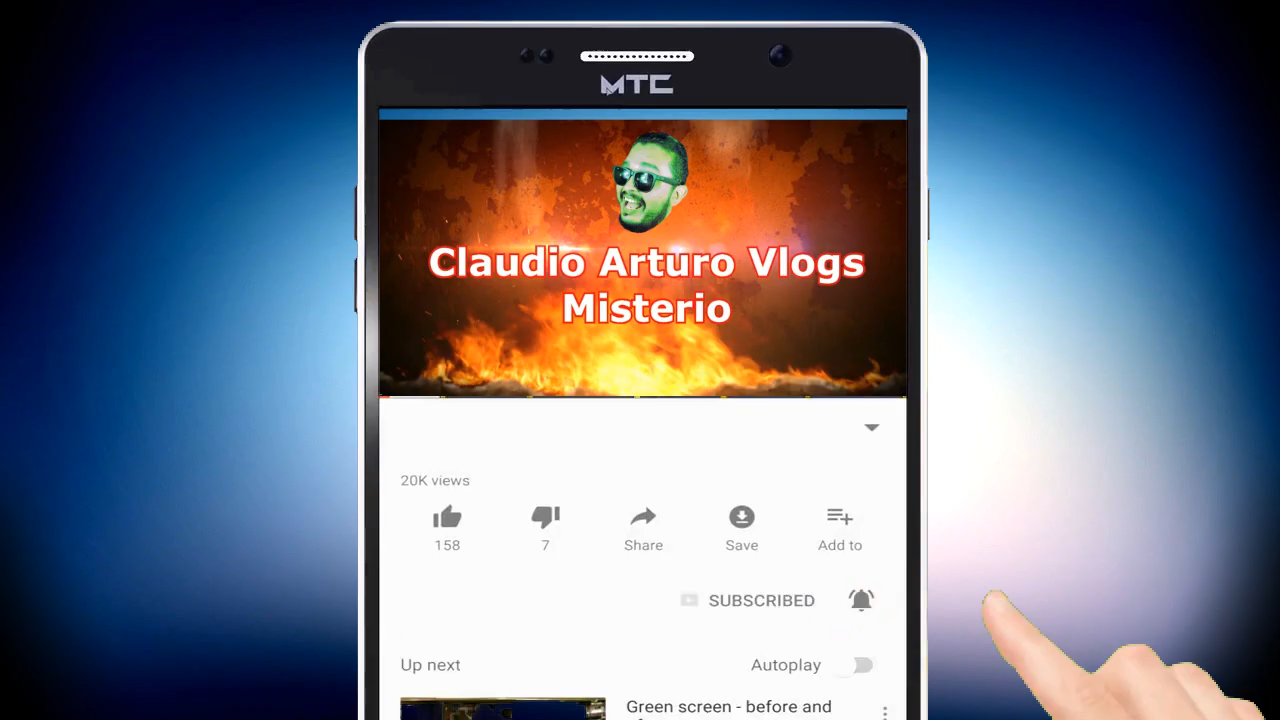 MTC
Claudio Arturo Vlogs
Misterio
20K views
158
7
Share
Save
Add to
SUBSCRIBED
Up next
Autoplay
Green screen - before and